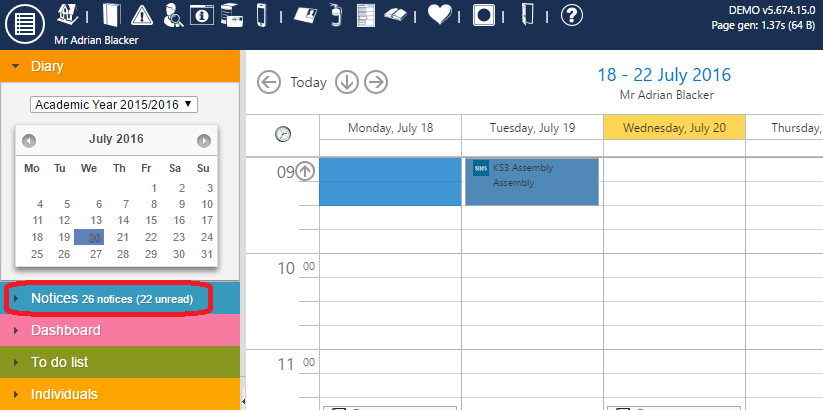 DEMO v5.674.15.0
Page gen: 1.37s (64 B)
Mr Adrian Blacker
Diary
Academic Year 2015/2016
July 2016
Mo Tu We Th Fr Sa Su
1 2 3
4 5 6 7 8 9 10
11 12 13 14 15 16 17
18 19 20 21 22 23 24
25 26 27 28 29 30 31
Notices 26 notices (22 unread)
Dashboard
To do list
Individuals
Today
18 - 22 July 2016
Mr Adrian Blacker
Monday, July 18
Tuesday, July 19
Wednesday, July 20
Thursday,
09
KS3 Assembly
Assembly
10 00
11 00